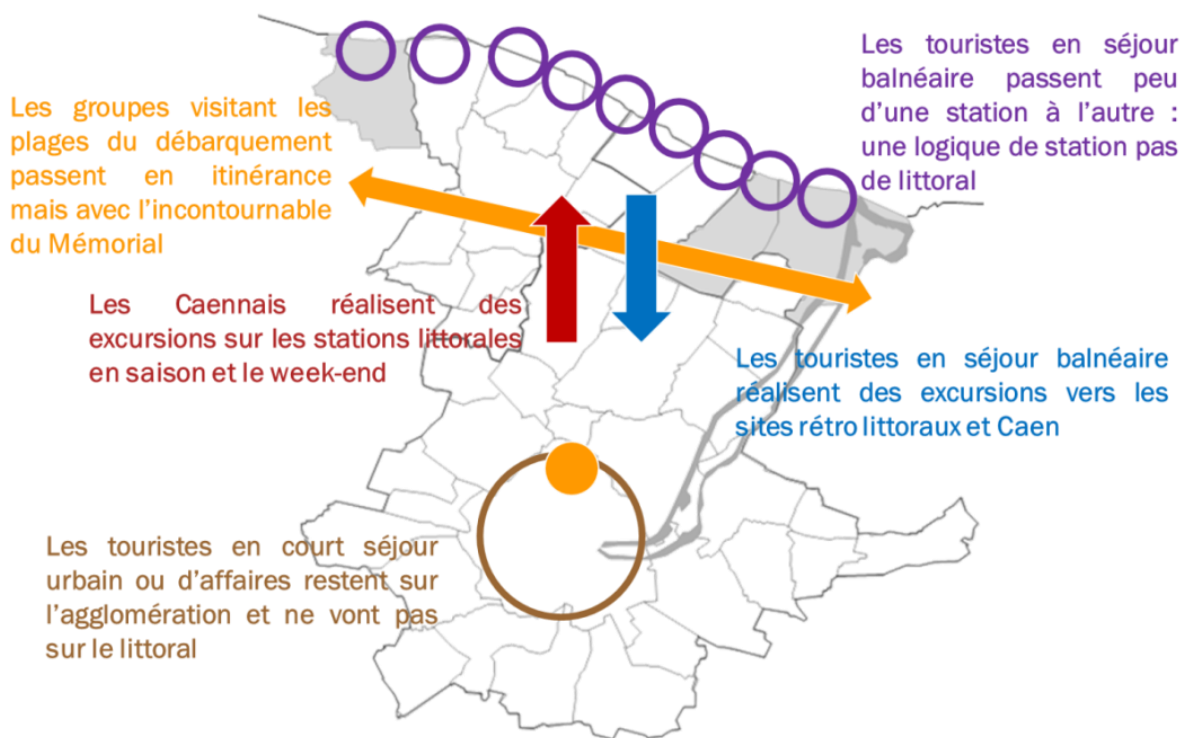 Les touristes en séjour
balnéaire passent peu
d'une station à l'autre :
une logique de station pas
de littoral
Les groupes visitant les
plages du débarquement
passent en itinérance
mais avec l'incontournable
du Mémorial
Les Caennais réalisent des
excursions sur les stations littorales
en saison et le week-end
Les touristes en séjour balnéaire
réalisent des excursions vers les
sites rétro littoraux et Caen
Les touristes en court séjour
urbain ou d'affaires restent sur
l'agglomération et ne vont pas
sur le littoral